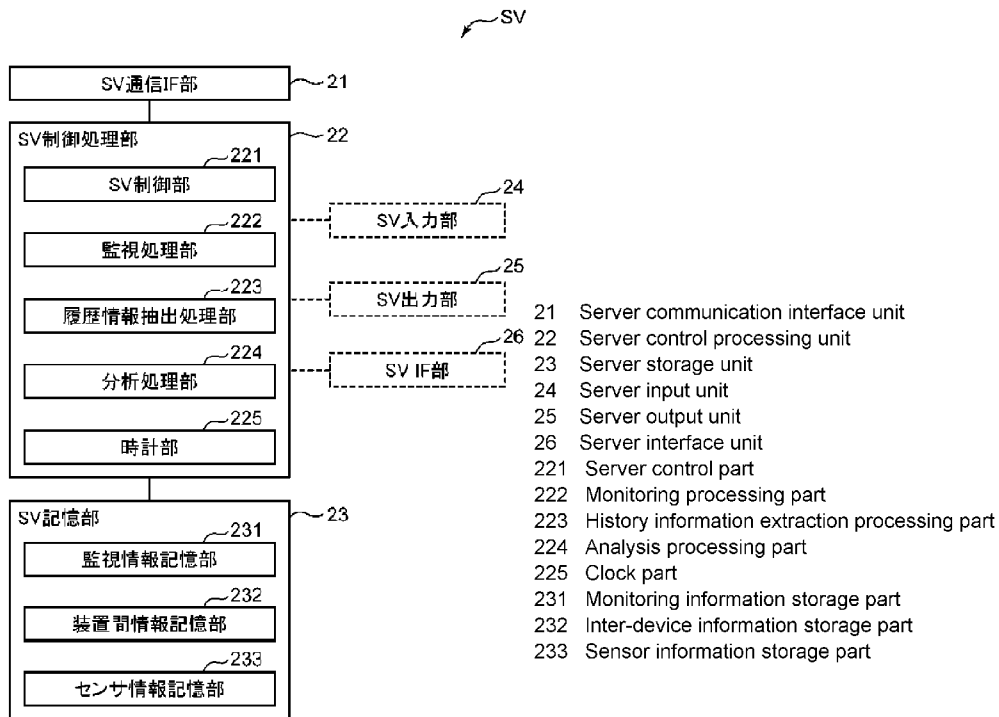 SV
SV通信IF部
21
SV制御処理部
22
221
SV制御部
222
監視処理部
223
履歴情報抽出処理部
224
分析処理部
225
時計部
24
SV入力部
25
SV出力部
26
SV IF部
SV記憶部
23
231
監視情報記憶部
232
装置間情報記憶部
233
センサ情報記憶部
21 Server communication interface unit
22 Server control processing unit
23 Server storage unit
24 Server input unit
25 Server output unit
26 Server interface unit
221 Server control part
222 Monitoring processing part
223 History information extraction processing part
224 Analysis processing part
225 Clock part
231 Monitoring information storage part
232 Inter-device information storage part
233 Sensor information storage part